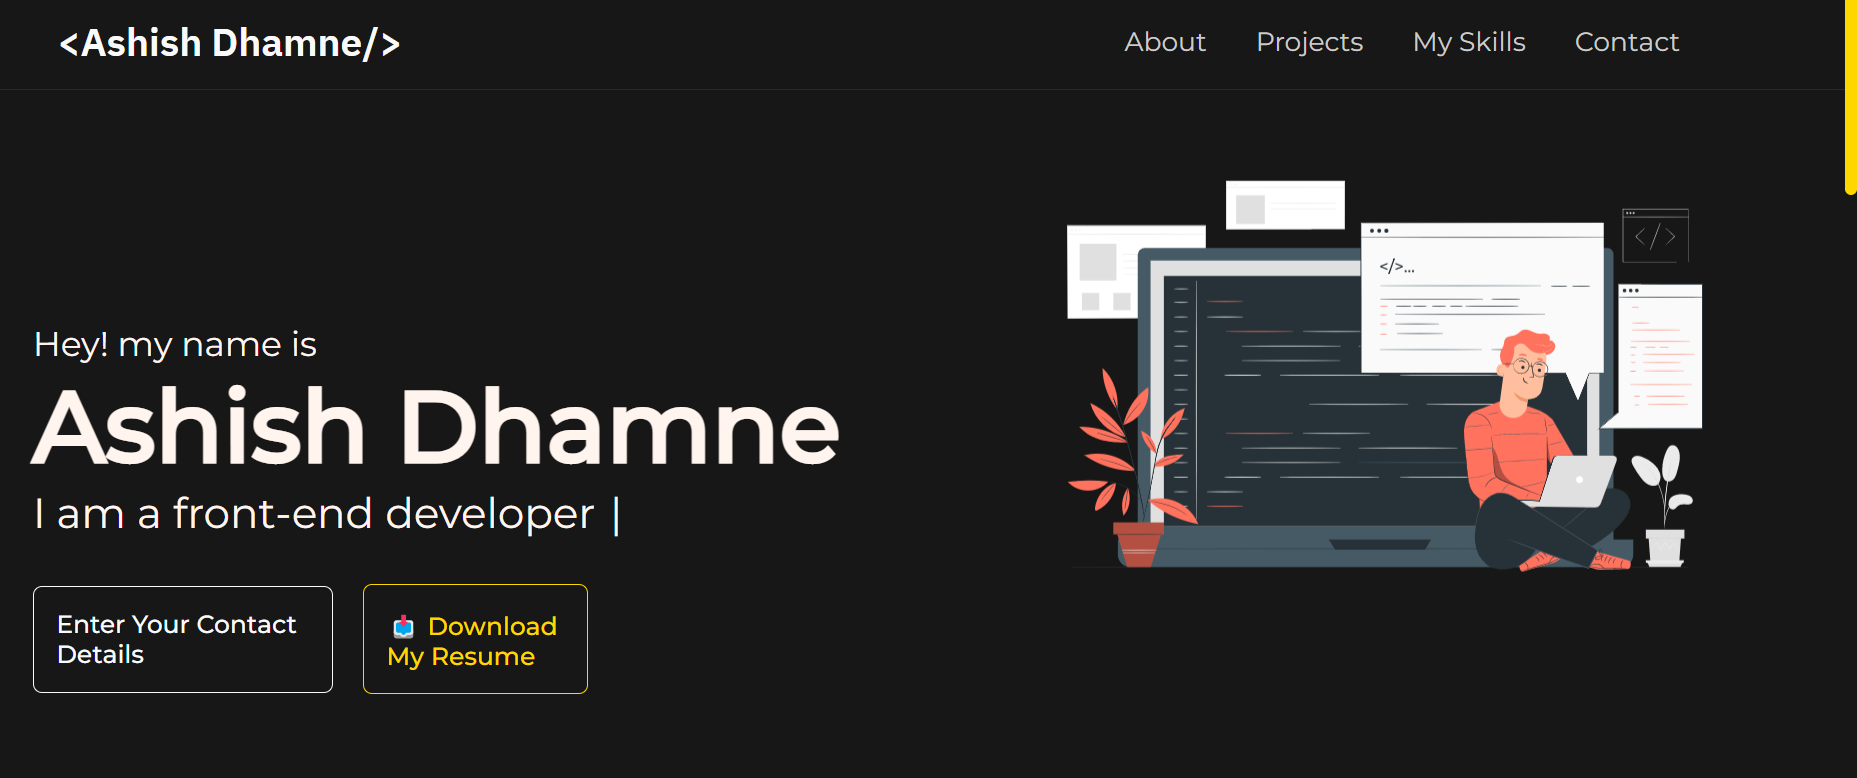 <Ashish Dhamne/>
About Projects My Skills Contact
</>...
</>
Hey! my name is
Ashish Dhamne
I am a front-end developer |
Enter Your Contact
Details
📥 Download
My Resume